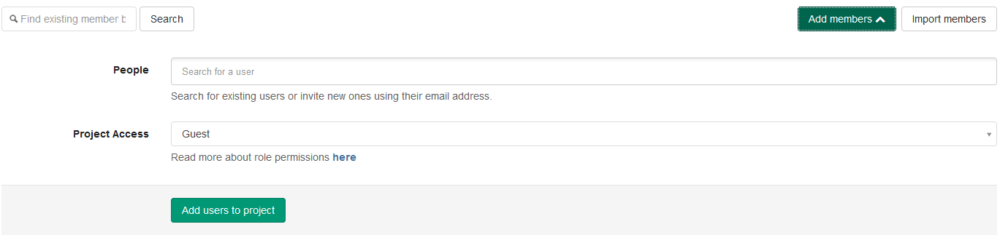 Find existing member b
Search
Add members
Import members
People
Search for a user
Search for existing users or invite new ones using their email address.
Project Access
Guest
Read more about role permissions here
Add users to project